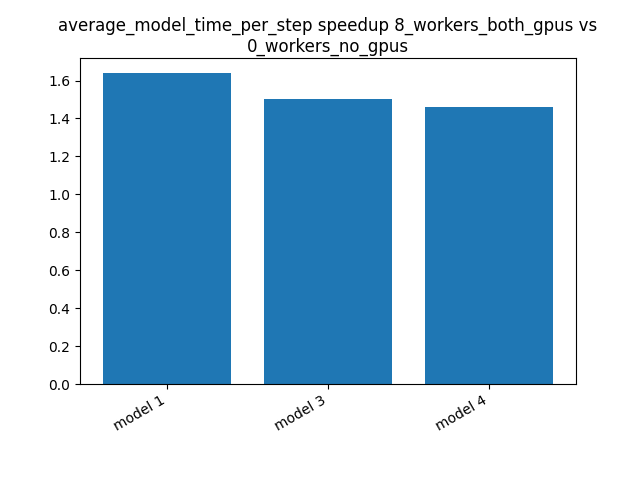 average_model_time_per_step speedup 8_workers_both_gpus vs
0_workers_no_gpus
1.6
1.4
1.2
1.0
0.8
0.6
0.4
0.2
0.0
model 1
model 3
model 4